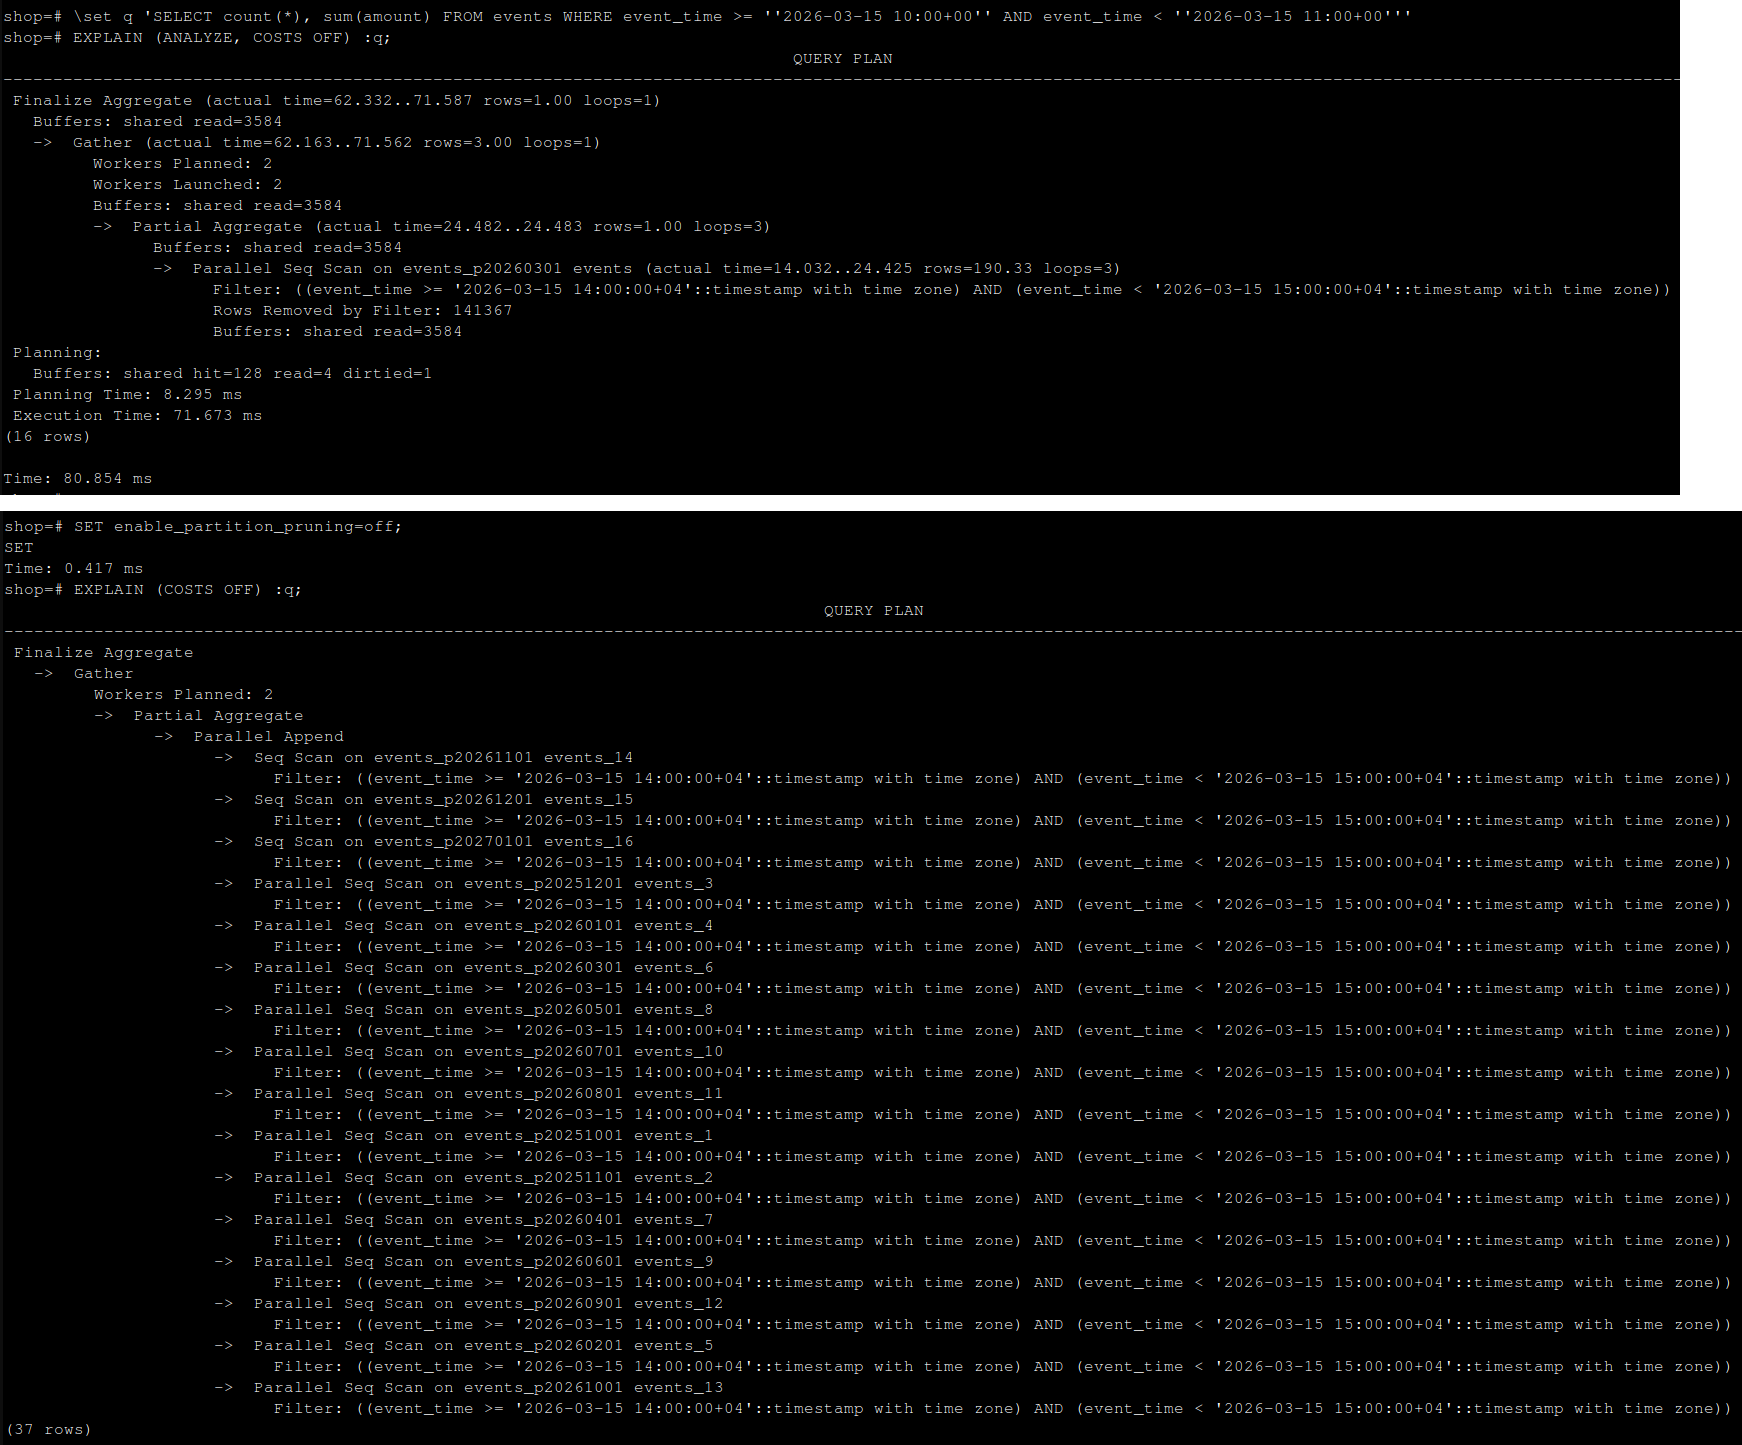 shop=# \set q 'SELECT count(*), sum(amount) FROM events WHERE event_time >= ''2026-03-15 10:00+00'' AND event_time < ''2026-03-15 11:00+00'''
shop=# EXPLAIN (ANALYZE, COSTS OFF) :q;
QUERY PLAN
Finalize Aggregate (actual time=62.332..71.587 rows=1.00 loops=1)
Buffers: shared read=3584
-> Gather (actual time=62.163..71.562 rows=3.00 loops=1)
Workers Planned: 2
Workers Launched: 2
Buffers: shared read=3584
-> Partial Aggregate (actual time=24.482..24.483 rows=1.00 loops=3)
Buffers: shared read=3584
-> Parallel Seq Scan on events_p20260301 events (actual time=14.032..24.425 rows=190.33 loops=3)
Filter: ((event_time >= '2026-03-15 14:00:00+04'::timestamp with time zone) AND (event_time < '2026-03-15 15:00:00+04'::timestamp with time zone))
Rows Removed by Filter: 141367
Buffers: shared read=3584
Planning:
Buffers: shared hit=128 read=4 dirtied=1
Planning Time: 8.295 ms
Execution Time: 71.673 ms
(16 rows)
Time: 80.854 ms
shop=# SET enable_partition_pruning=off;
SET
Time: 0.417 ms
shop=# EXPLAIN (COSTS OFF) :q;
QUERY PLAN
Finalize Aggregate
-> Gather
Workers Planned: 2
-> Partial Aggregate
-> Parallel Append
-> Seq Scan on events_p20261101 events_14
Filter: ((event_time >= '2026-03-15 14:00:00+04'::timestamp with time zone) AND (event_time < '2026-03-15 15:00:00+04'::timestamp with time zone))
-> Seq Scan on events_p20261201 events_15
Filter: ((event_time >= '2026-03-15 14:00:00+04'::timestamp with time zone) AND (event_time < '2026-03-15 15:00:00+04'::timestamp with time zone))
-> Seq Scan on events_p20270101 events_16
Filter: ((event_time >= '2026-03-15 14:00:00+04'::timestamp with time zone) AND (event_time < '2026-03-15 15:00:00+04'::timestamp with time zone))
-> Parallel Seq Scan on events_p20251201 events_3
Filter: ((event_time >= '2026-03-15 14:00:00+04'::timestamp with time zone) AND (event_time < '2026-03-15 15:00:00+04'::timestamp with time zone))
-> Parallel Seq Scan on events_p20260101 events_4
Filter: ((event_time >= '2026-03-15 14:00:00+04'::timestamp with time zone) AND (event_time < '2026-03-15 15:00:00+04'::timestamp with time zone))
-> Parallel Seq Scan on events_p20260301 events_6
Filter: ((event_time >= '2026-03-15 14:00:00+04'::timestamp with time zone) AND (event_time < '2026-03-15 15:00:00+04'::timestamp with time zone))
-> Parallel Seq Scan on events_p20260501 events_8
Filter: ((event_time >= '2026-03-15 14:00:00+04'::timestamp with time zone) AND (event_time < '2026-03-15 15:00:00+04'::timestamp with time zone))
-> Parallel Seq Scan on events_p20260701 events_10
Filter: ((event_time >= '2026-03-15 14:00:00+04'::timestamp with time zone) AND (event_time < '2026-03-15 15:00:00+04'::timestamp with time zone))
-> Parallel Seq Scan on events_p20260801 events_11
Filter: ((event_time >= '2026-03-15 14:00:00+04'::timestamp with time zone) AND (event_time < '2026-03-15 15:00:00+04'::timestamp with time zone))
-> Parallel Seq Scan on events_p20251001 events_1
Filter: ((event_time >= '2026-03-15 14:00:00+04'::timestamp with time zone) AND (event_time < '2026-03-15 15:00:00+04'::timestamp with time zone))
-> Parallel Seq Scan on events_p20251101 events_2
Filter: ((event_time >= '2026-03-15 14:00:00+04'::timestamp with time zone) AND (event_time < '2026-03-15 15:00:00+04'::timestamp with time zone))
-> Parallel Seq Scan on events_p20260401 events_7
Filter: ((event_time >= '2026-03-15 14:00:00+04'::timestamp with time zone) AND (event_time < '2026-03-15 15:00:00+04'::timestamp with time zone))
-> Parallel Seq Scan on events_p20260601 events_9
Filter: ((event_time >= '2026-03-15 14:00:00+04'::timestamp with time zone) AND (event_time < '2026-03-15 15:00:00+04'::timestamp with time zone))
-> Parallel Seq Scan on events_p20260901 events_12
Filter: ((event_time >= '2026-03-15 14:00:00+04'::timestamp with time zone) AND (event_time < '2026-03-15 15:00:00+04'::timestamp with time zone))
-> Parallel Seq Scan on events_p20260201 events_5
Filter: ((event_time >= '2026-03-15 14:00:00+04'::timestamp with time zone) AND (event_time < '2026-03-15 15:00:00+04'::timestamp with time zone))
-> Parallel Seq Scan on events_p20261001 events_13
Filter: ((event_time >= '2026-03-15 14:00:00+04'::timestamp with time zone) AND (event_time < '2026-03-15 15:00:00+04'::timestamp with time zone))
(37 rows)